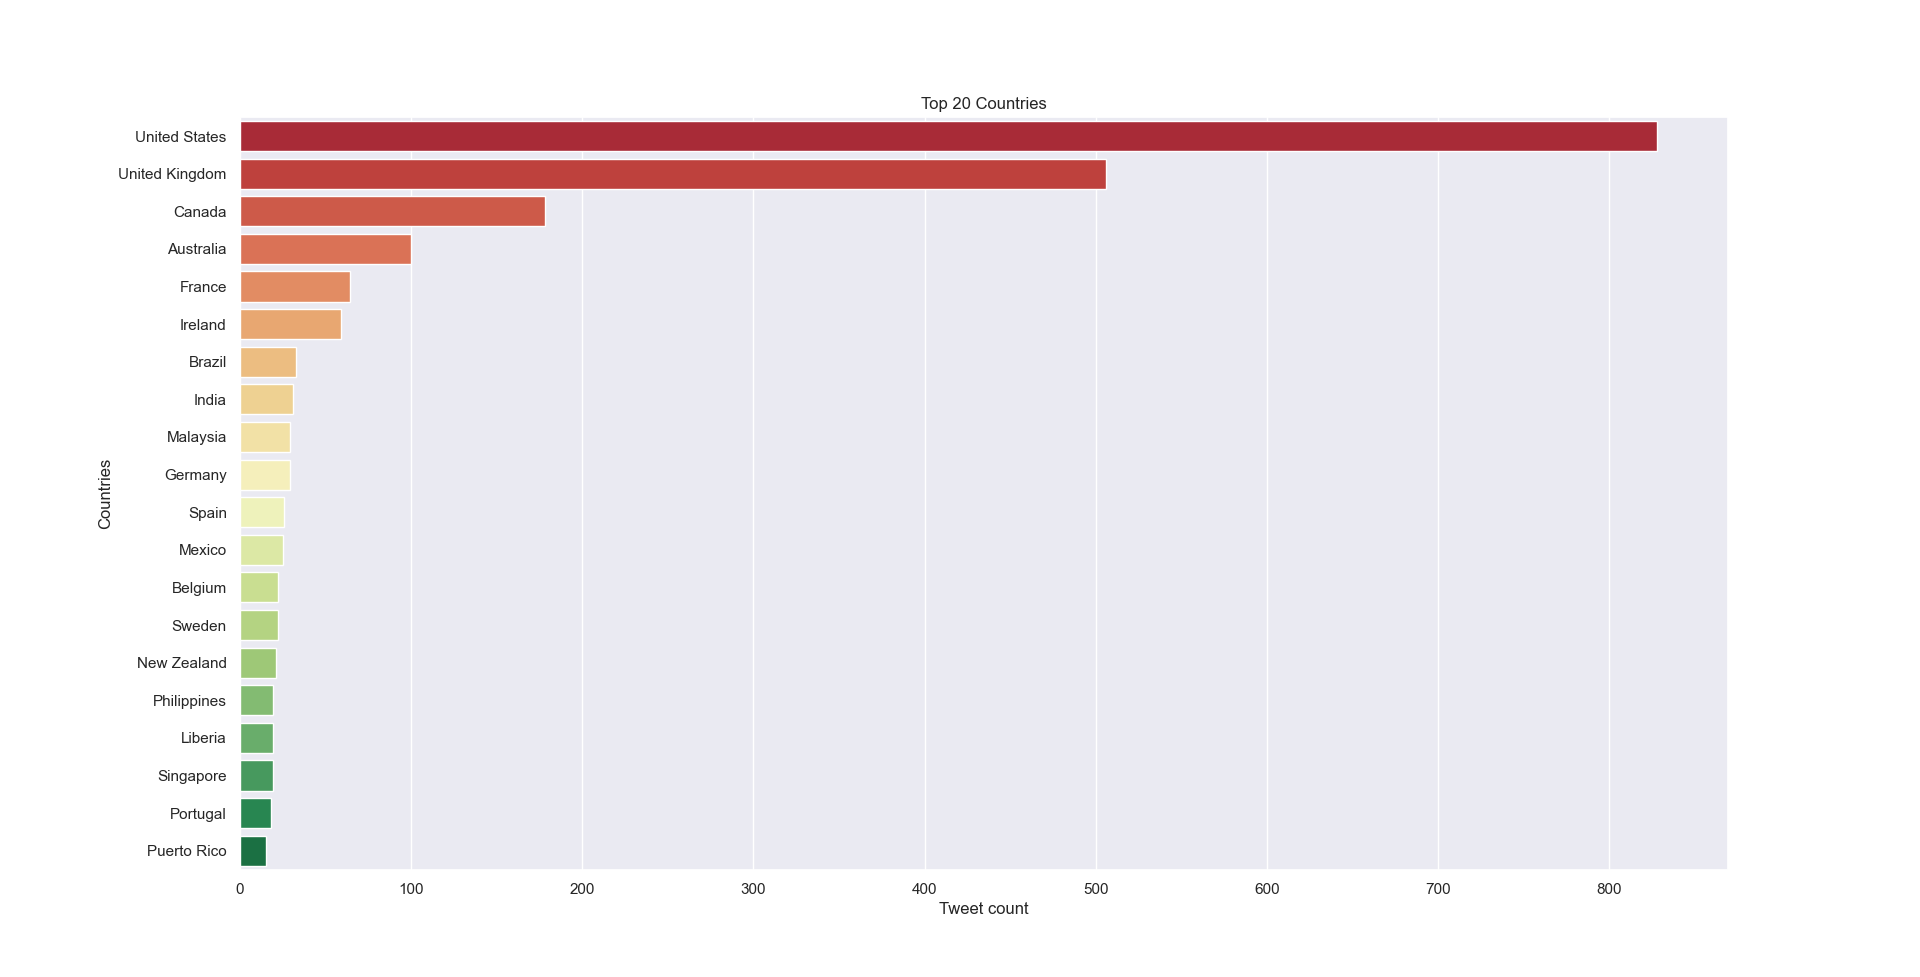 Top 20 Countries
United States
United Kingdom
Canada
Australia
France
Ireland
Brazil
India
Malaysia
Germany
Spain
Mexico
Belgium
Sweden
New Zealand
Philippines
Liberia
Singapore
Portugal
Puerto Rico
Countries
0 100 200 300 400 500 600 700 800
Tweet count